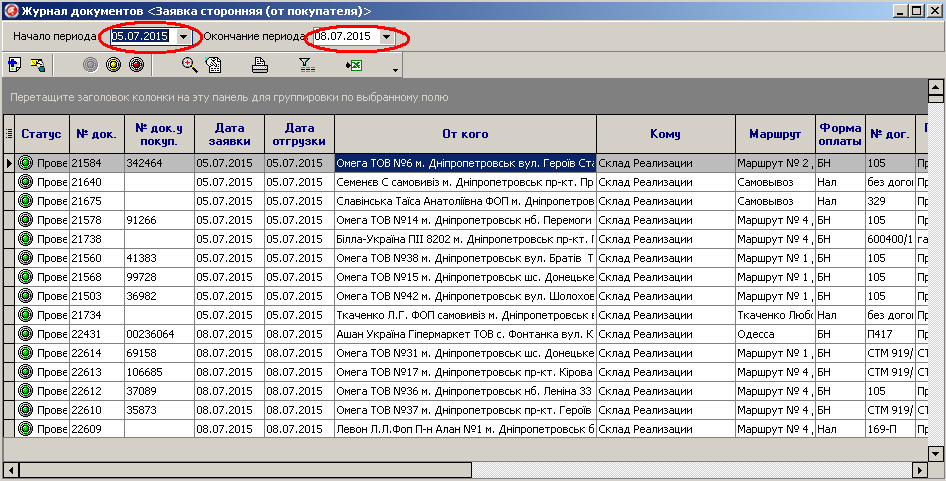 Журнал документов <Заявка сторонняя (от покупателя)>
Начало периода 05.07.2015 Окончание периода 08.07.2015
Перетащите заголовок колонки на эту панель для группировки по выбранному полю
Статус № док. № док.у покуп. Дата заявки Дата отгрузки От кого Кому Маршрут Форма оплаты № дог.
Прове 21584 342464 05.07.2015 05.07.2015 Омега ТОВ №6 м. Дніпропетровськ вул. Героїв Ста Склад Реализации Маршрут № 2 , БН 105 Пр
Прове 21640 05.07.2015 05.07.2015 Семенєв С самовивіз м. Дніпропетровськ пр-кт. Пр Склад Реализации Самовывоз Нал без догов Пр
Прове 21675 05.07.2015 05.07.2015 Славінська Таїса Анатоліївна ФОП м. Дніпропетров Склад Реализации Самовывоз Нал 329 Пр
Прове 21578 91266 05.07.2015 05.07.2015 Омега ТОВ №14 м. Дніпропетровськ нб. Перемоги Склад Реализации Маршрут № 4 , БН 105 Пр
Прове 21738 05.07.2015 05.07.2015 Білла-Україна ПІІ 8202 м. Дніпропетровськ пр-кт. Г Склад Реализации Маршрут № 4 , БН 600400/1 га
Прове 21560 41383 05.07.2015 05.07.2015 Омега ТОВ №38 м. Дніпропетровськ вул. Братів Т Склад Реализации Маршрут № 1 , БН 105 Пр
Прове 21568 99728 05.07.2015 05.07.2015 Омега ТОВ №15 м. Дніпропетровськ шс. Донецьке Склад Реализации Маршрут № 1 , БН 105 Пр
Прове 21503 36982 05.07.2015 05.07.2015 Омега ТОВ №42 м. Дніпропетровськ вул. Шолохов Склад Реализации Маршрут № 1 , БН 105 Пр
Прове 21734 05.07.2015 05.07.2015 Ткаченко Л.Г. ФОП самовивіз м. Дніпропетровськ в Склад Реализации Ткаченко Любо Нал без догов Пр
Прове 22431 00236064 08.07.2015 08.07.2015 Ашан Україна Гіпермаркет ТОВ с. Фонтанка вул. К Склад Реализации Одесса БН П417 Пр
Прове 22614 69158 08.07.2015 08.07.2015 Омега ТОВ №31 м. Дніпропетровськ шс. Донецьке Склад Реализации Маршрут № 1 , БН СТМ 919/ СТ
Прове 22613 106685 08.07.2015 08.07.2015 Омега ТОВ №17 м. Дніпропетровськ пр-кт. Кірова Склад Реализации Маршрут № 4 , БН СТМ 919/ СТ
Прове 22612 37089 08.07.2015 08.07.2015 Омега ТОВ №36 м. Дніпропетровськ нб. Леніна 33 Склад Реализации Маршрут № 4 , БН 105 Пр
Прове 22610 35873 08.07.2015 08.07.2015 Омега ТОВ №37 м. Дніпропетровськ пр-кт. Героїв Склад Реализации Маршрут № 4 , БН СТМ 919/ СТ
Прове 22609 08.07.2015 08.07.2015 Левон Л.Л.Фоп П-н Алан №1 м. Дніпропетровськ б Склад Реализации Маршрут № 4 , Нал 169-П Пр